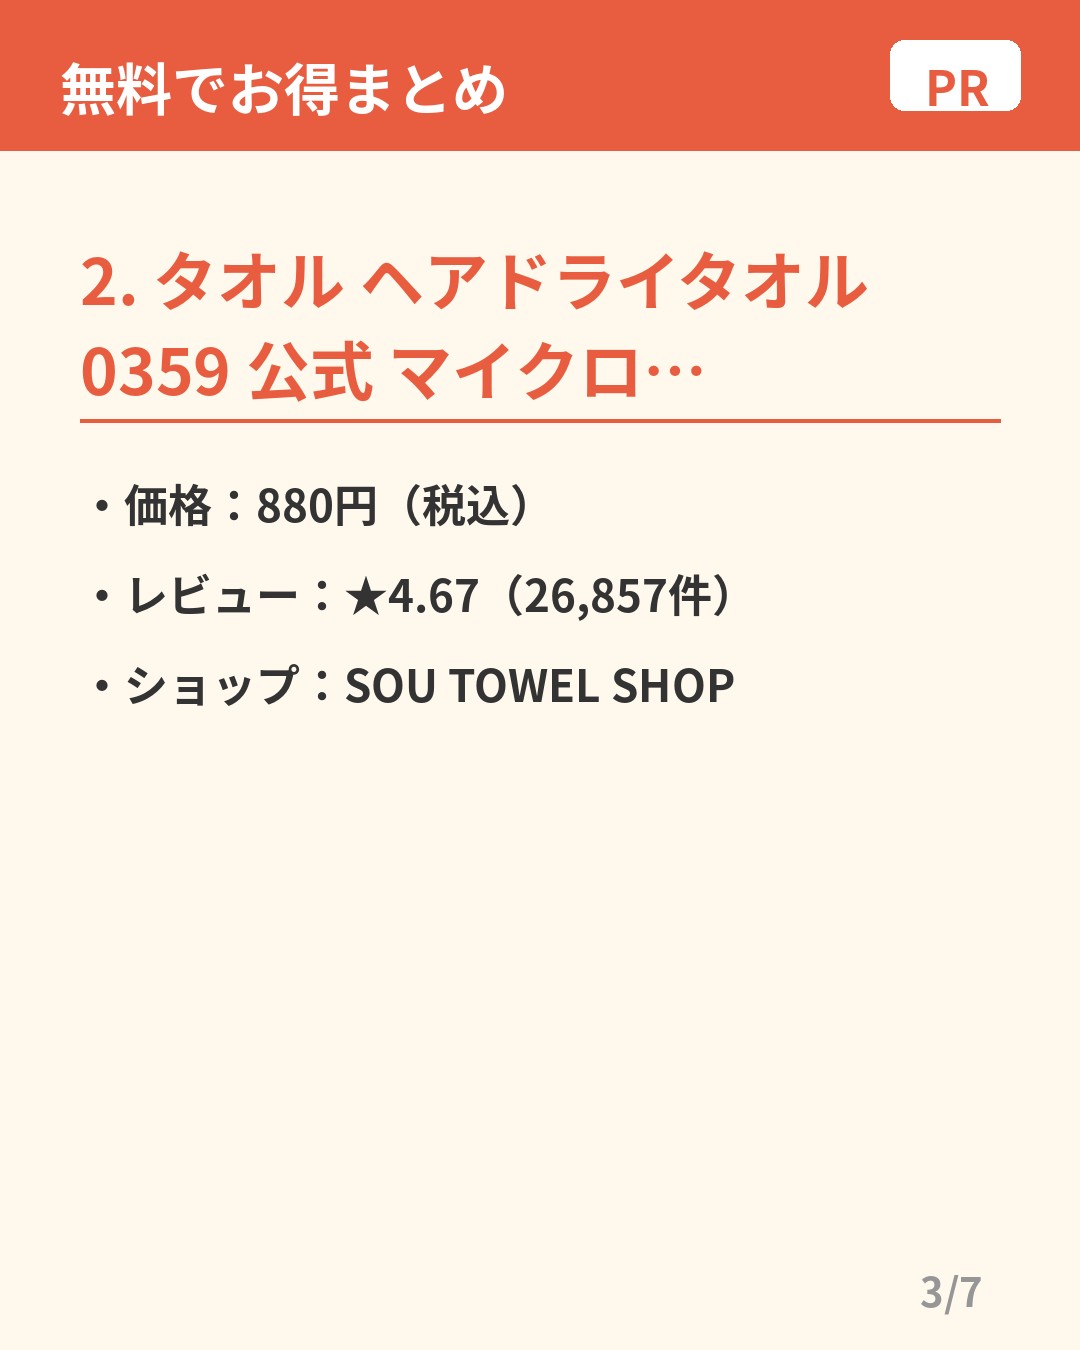 無料でお得まとめ
PR
2. タオル ヘアドライタオル
0359 公式 マイクロ…
・価格：880円（税込）
・レビュー：★4.67（26,857件）
・ショップ：SOU TOWEL SHOP
3/7